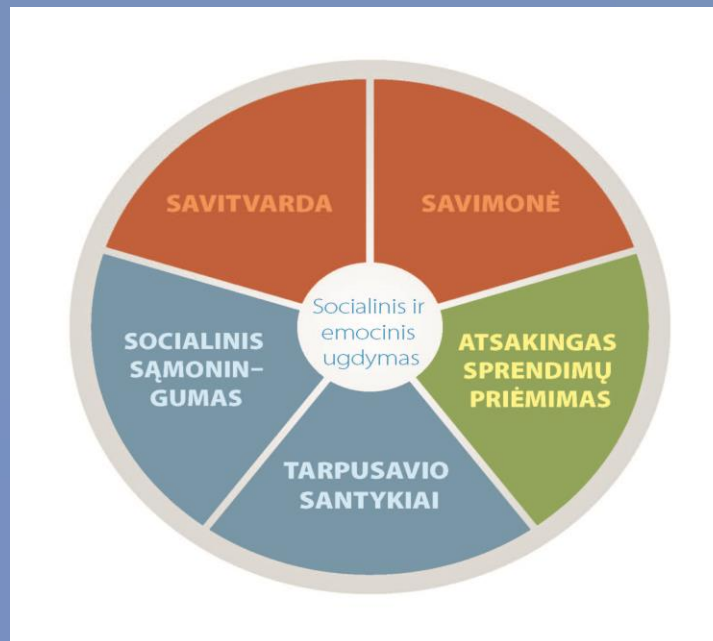 SAVITVARDA
SAVIMONĖ
Socialinis ir
emocinis
ugdymas
SOCIALINIS
SĄMONIN–
GUMAS
ATSAKINGAS
SPRENDIMŲ
PRIĖMIMAS
TARPUSAVIO
SANTYKIAI